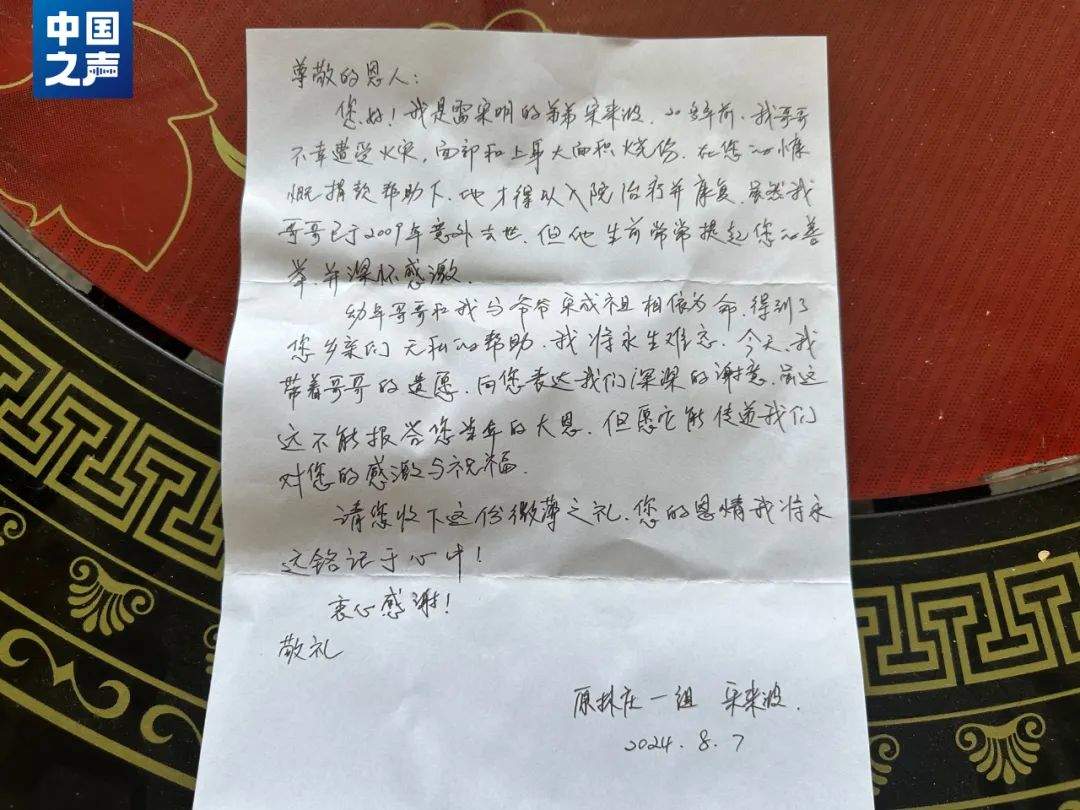 中国
之声
尊敬的恩人：
您好！我是雷宋明的弟弟宋来波，20多年前，我哥哥
不幸遭受火灾，面部和上身大面积烧伤，在您的慷
慨捐款帮助下，他才得以入院治疗并康复，虽然我
哥哥已于2009年意外去世，但他生前常常提起您的善
举，并深怀感激.
幼年哥哥和我与爷爷宋成祖相依为命，得到了
您乡亲们无私的帮助，我将永生难忘，今天，我
带着哥哥的遗愿，向您表达我们深深的谢意，虽这
远不能报答您当年的大恩，但愿它能传递我们
对您的感激与祝福.
请您收下这份微薄之礼，您的恩情我将永
远铭记于心中！
衷心感谢！
敬礼
原林庄一组 宋来波.
2024.8.7